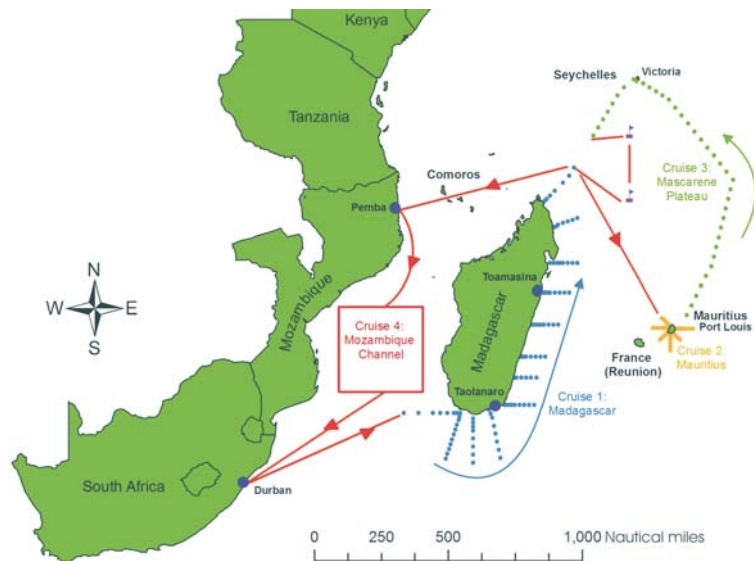 Kenya
Seychelles
Victoria
Tanzania
Comoros
Cruise 3:
Mascarene
Plateau
Pemba
N
W E
S
Mozambique
Toamasina
Madagascar
Mauritius
Port Louis
Cruise 4:
Mozambique
Channel
France
(Reunion)
Cruise 2:
Mauritius
Taolanaro
Cruise 1:
Madagascar
South Africa
Durban
0 250 500 1,000 Nautical miles